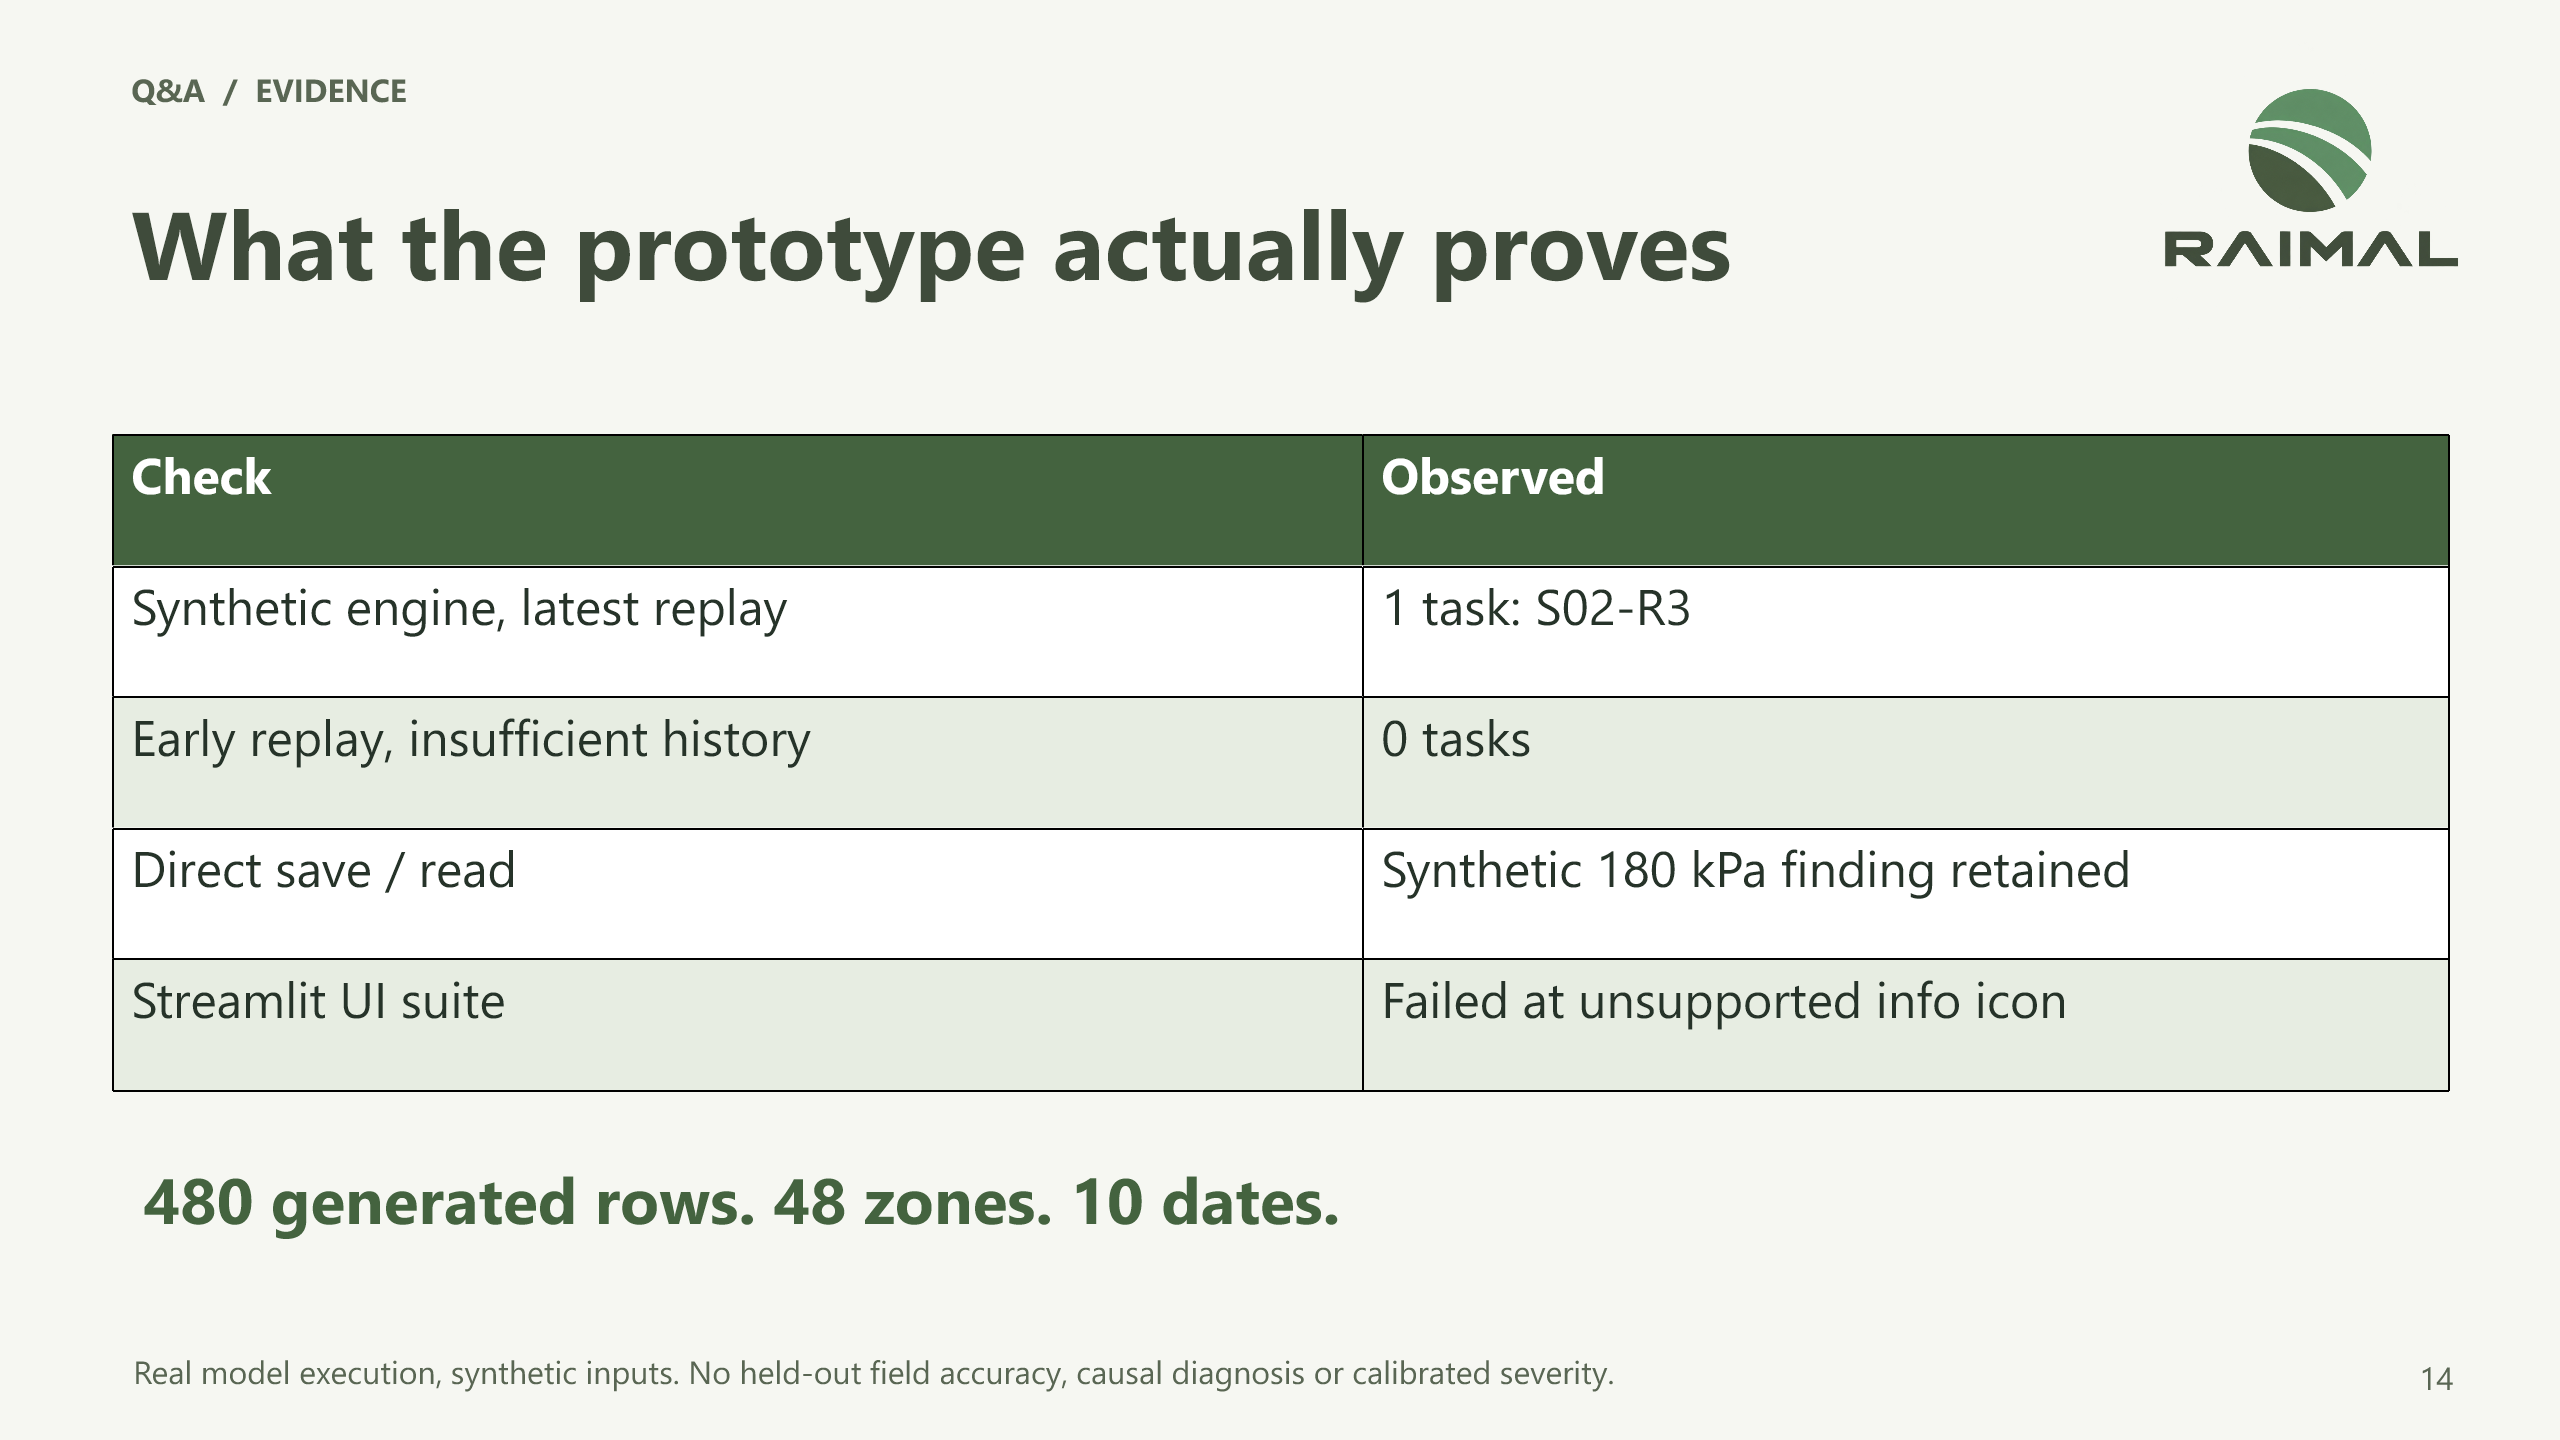 Q&A / EVIDENCE
RAIMAL
What the prototype actually proves
Check
Observed
Synthetic engine, latest replay
1 task: S02-R3
Early replay, insufficient history
0 tasks
Direct save / read
Synthetic 180 kPa finding retained
Streamlit UI suite
Failed at unsupported info icon
480 generated rows. 48 zones. 10 dates.
Real model execution, synthetic inputs. No held-out field accuracy, causal diagnosis or calibrated severity.
14